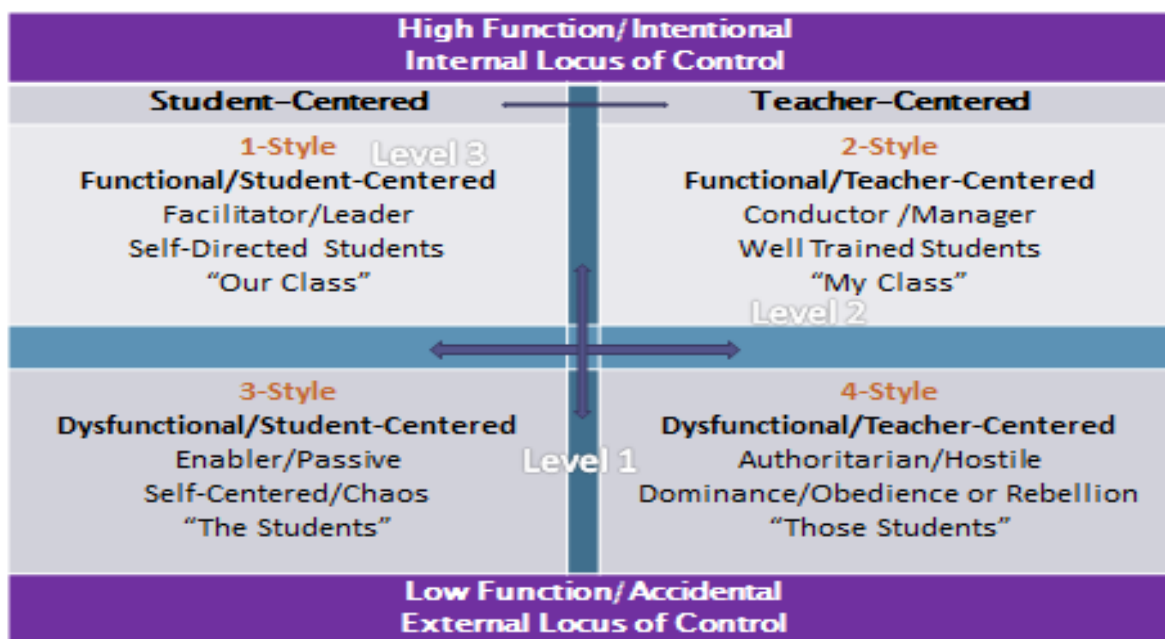 High Function/Intentional
Internal Locus of Control
Student-Centered
Teacher-Centered
1-Style
Level 3
Functional/Student-Centered
Facilitator/Leader
Self-Directed Students
“Our Class”
2-Style
Functional/Teacher-Centered
Conductor /Manager
Well Trained Students
“My Class”
Level 2
3-Style
Dysfunctional/Student-Centered
Enabler/Passive
Self-Centered/Chaos
“The Students”
Level 1
4-Style
Dysfunctional/Teacher-Centered
Authoritarian/Hostile
Dominance/Obedience or Rebellion
“Those Students”
Low Function/Accidental
External Locus of Control